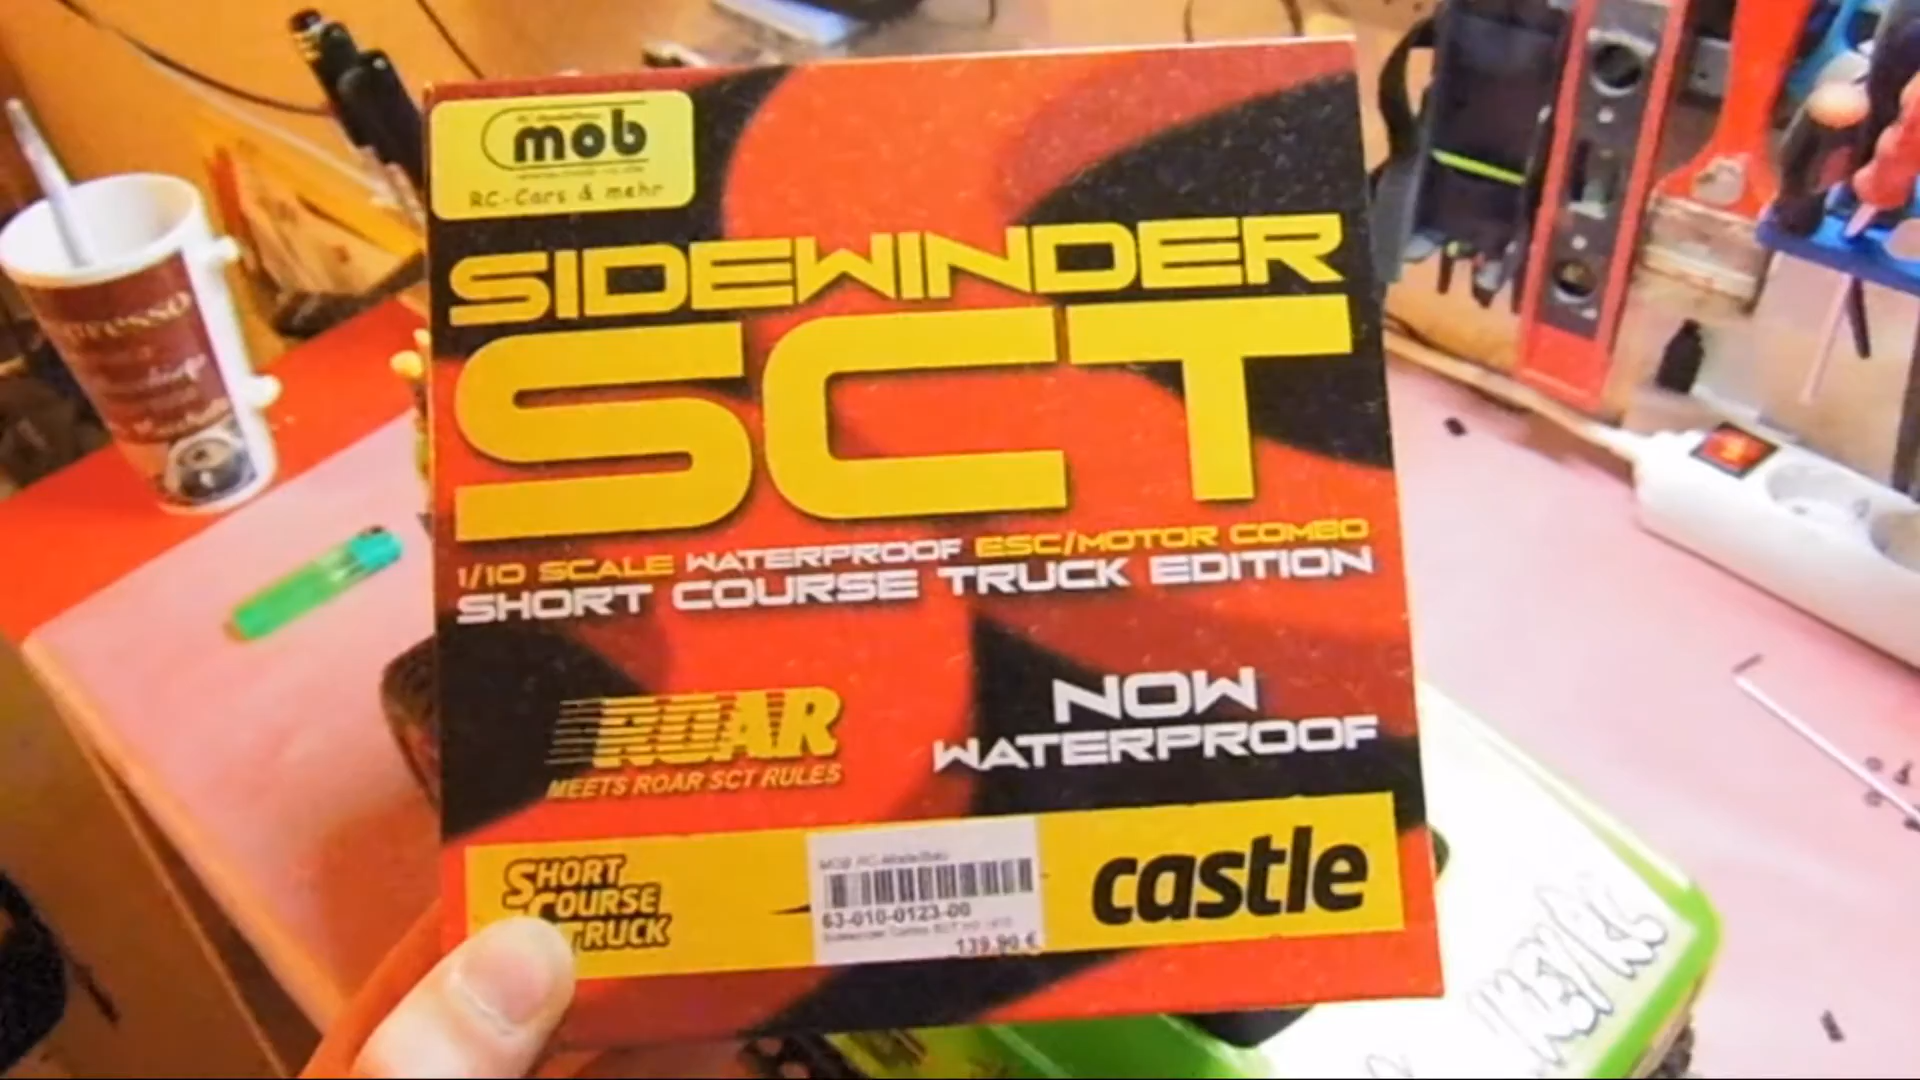 mob
RC-Cars & mehr
SIDEWINDER
SCT
1/10 SCALE WATERPROOF ESC/MOTOR COMBO
SHORT COURSE TRUCK EDITION
ROAR
MEETS ROAR SCT RULES
NOW
WATERPROOF
SHORT
COURSE
TRUCK
63-010-0123-00
139,90 €
castle